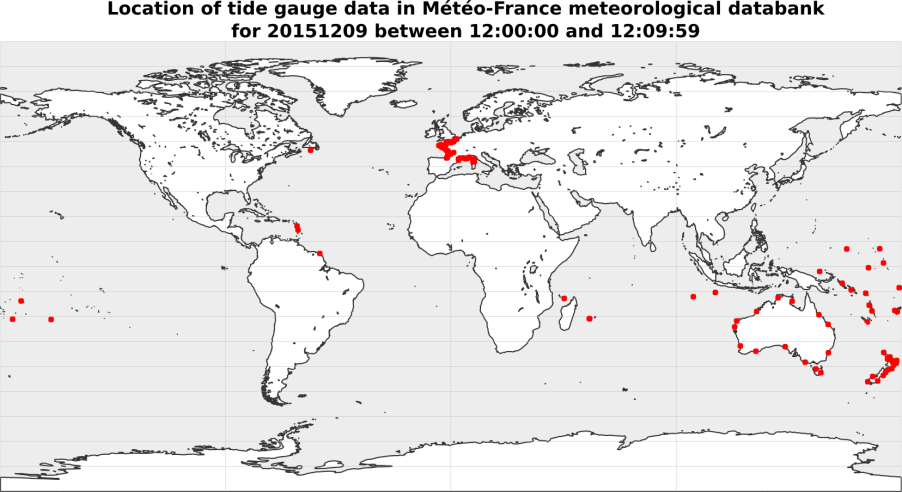 Location of tide gauge data in Météo-France meteorological databank
for 20151209 between 12:00:00 and 12:09:59